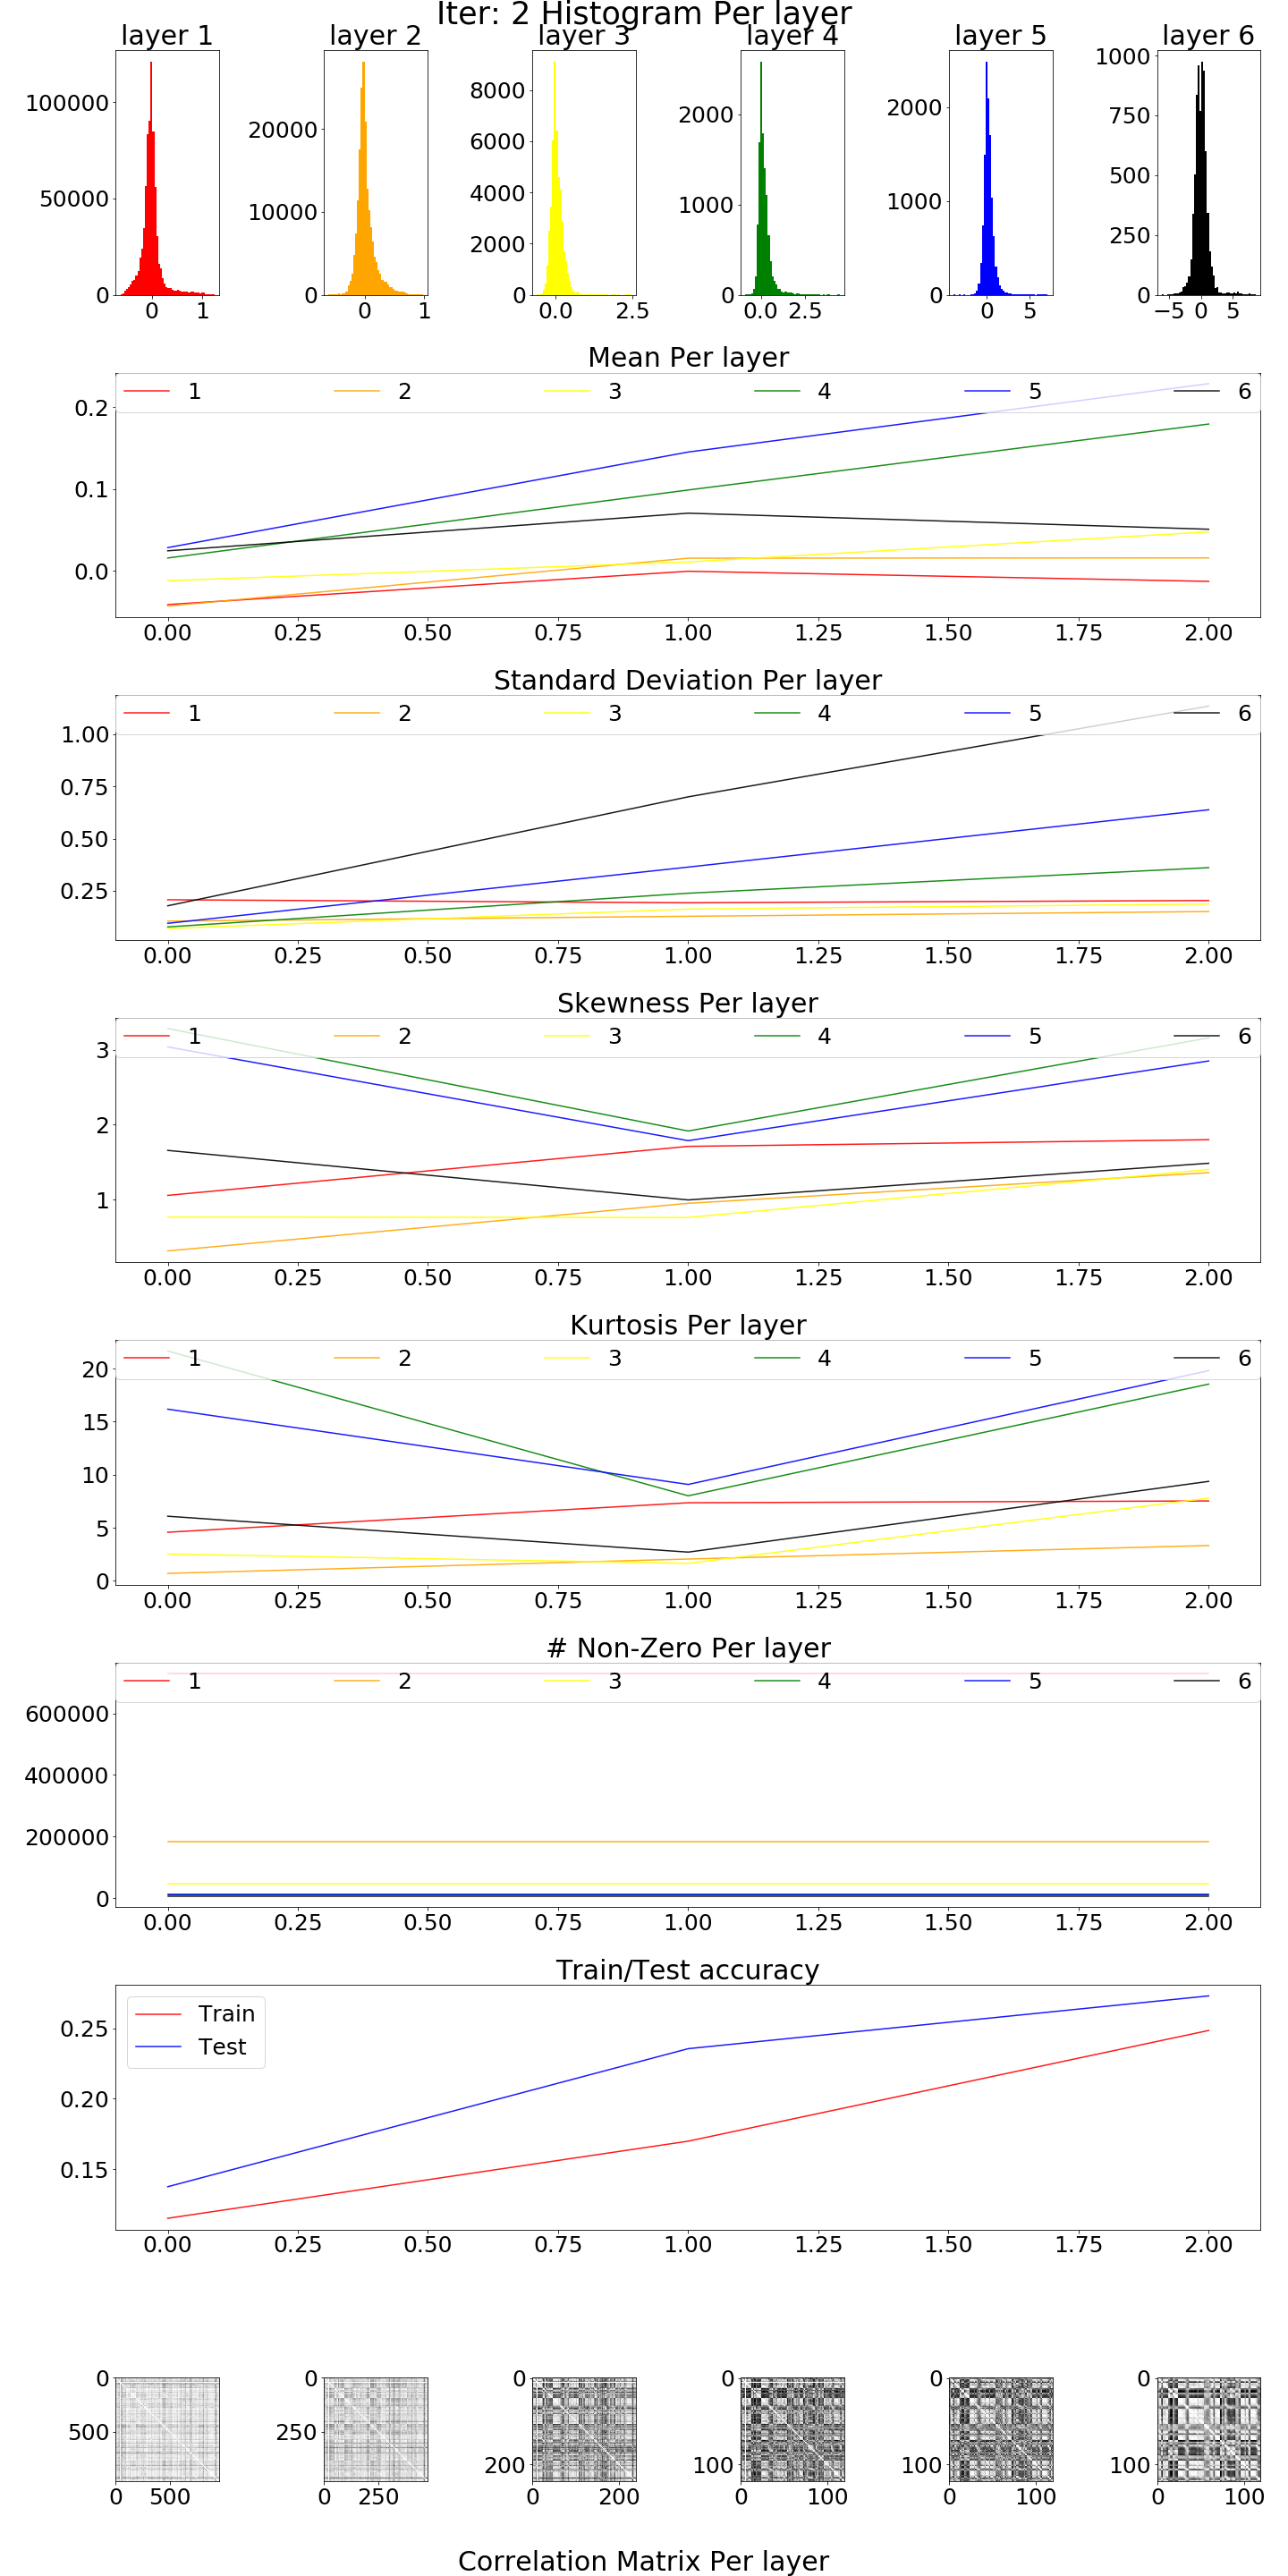 Iter: 2 Histogram Per layer
layer 1 layer 2 layer 3 layer 4 layer 5 layer 6
100000 50000 0
20000 10000 0
8000 6000 4000 2000 0
2000 1000 0
2000 1000 0
1000 750 500 250 0
0 1 0 1 0.0 2.5 0.0 2.5 0 5 −5 0 5
Mean Per layer
1 2 3 4 5 6
0.2
0.1
0.0
0.00 0.25 0.50 0.75 1.00 1.25 1.50 1.75 2.00
Standard Deviation Per layer
1 2 3 4 5 6
1.00
0.75
0.50
0.25
0.00 0.25 0.50 0.75 1.00 1.25 1.50 1.75 2.00
Skewness Per layer
1 2 3 4 5 6
3
2
1
0.00 0.25 0.50 0.75 1.00 1.25 1.50 1.75 2.00
Kurtosis Per layer
1 2 3 4 5 6
20
15
10
5
0
0.00 0.25 0.50 0.75 1.00 1.25 1.50 1.75 2.00
# Non-Zero Per layer
1 2 3 4 5 6
600000
400000
200000
0
0.00 0.25 0.50 0.75 1.00 1.25 1.50 1.75 2.00
Train/Test accuracy
Train
Test
0.25
0.20
0.15
0.00 0.25 0.50 0.75 1.00 1.25 1.50 1.75 2.00
0 0 0 0 0 0
500 250 200 100 100 100
0 500 0 250 0 200 0 100 0 100 0 100
Correlation Matrix Per layer